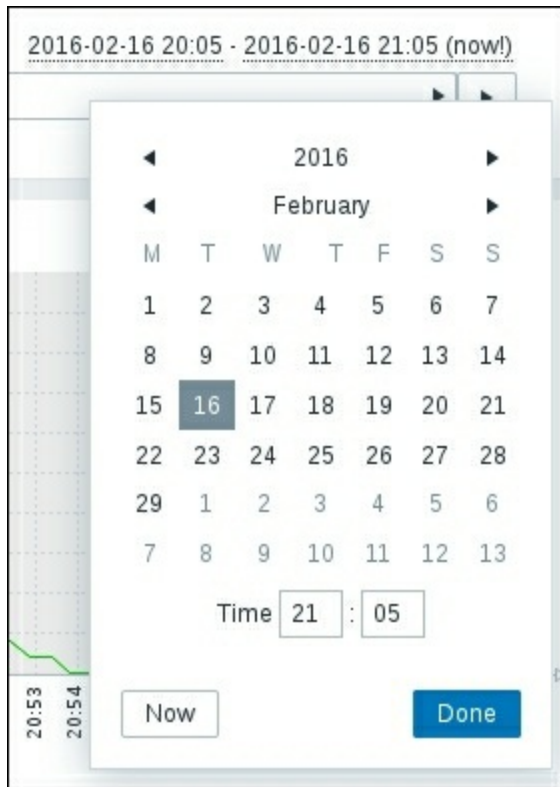 2016-02-16 20:05 - 2016-02-16 21:05 (now!)
2016
February
M T W T F S S
1 2 3 4 5 6 7
8 9 10 11 12 13 14
15 16 17 18 19 20 21
22 23 24 25 26 27 28
29 1 2 3 4 5 6
7 8 9 10 11 12 13
Time 21 : 05
20:53
20:54
Now Done